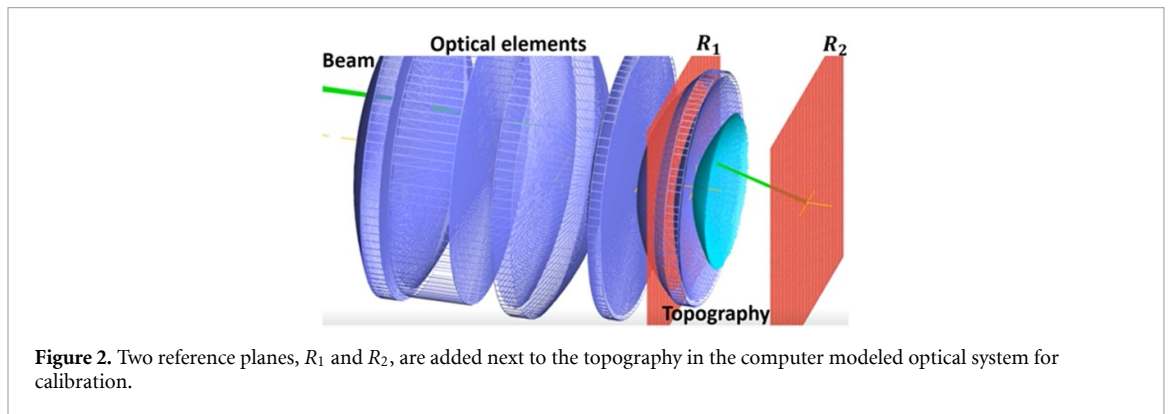 Optical elements
R₁
R₂
Beam
Topography
Figure 2. Two reference planes, R₁ and R₂, are added next to the topography in the computer modeled optical system for
calibration.